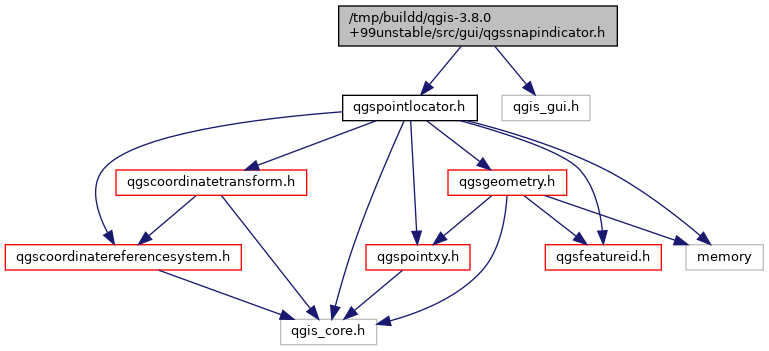 /tmp/buildd/qgis-3.8.0
+99unstable/src/gui/qgssnapindicator.h
qgspointlocator.h
qgis_gui.h
qgscoordinatetransform.h
qgsgeometry.h
qgscoordinatereferencesystem.h
qgspointxy.h
qgsfeatureid.h
memory
qgis_core.h